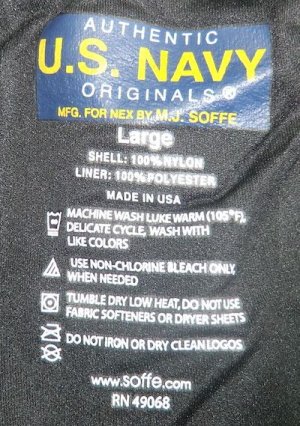 AUTHENTIC
U.S. NAVY
ORIGINALS®
MFG. FOR NEX BY M.J. SOFFE
Large
SHELL: 100% NYLON
LINER: 100% POLYESTER
MADE IN USA
MACHINE WASH LUKE WARM (105°F),
DELICATE CYCLE, WASH WITH
LIKE COLORS
USE NON-CHLORINE BLEACH ONLY,
WHEN NEEDED
TUMBLE DRY LOW HEAT, DO NOT USE
FABRIC SOFTENERS OR DRYER SHEETS
DO NOT IRON OR DRY CLEAN LOGOS
www.soffe.com
RN 49068